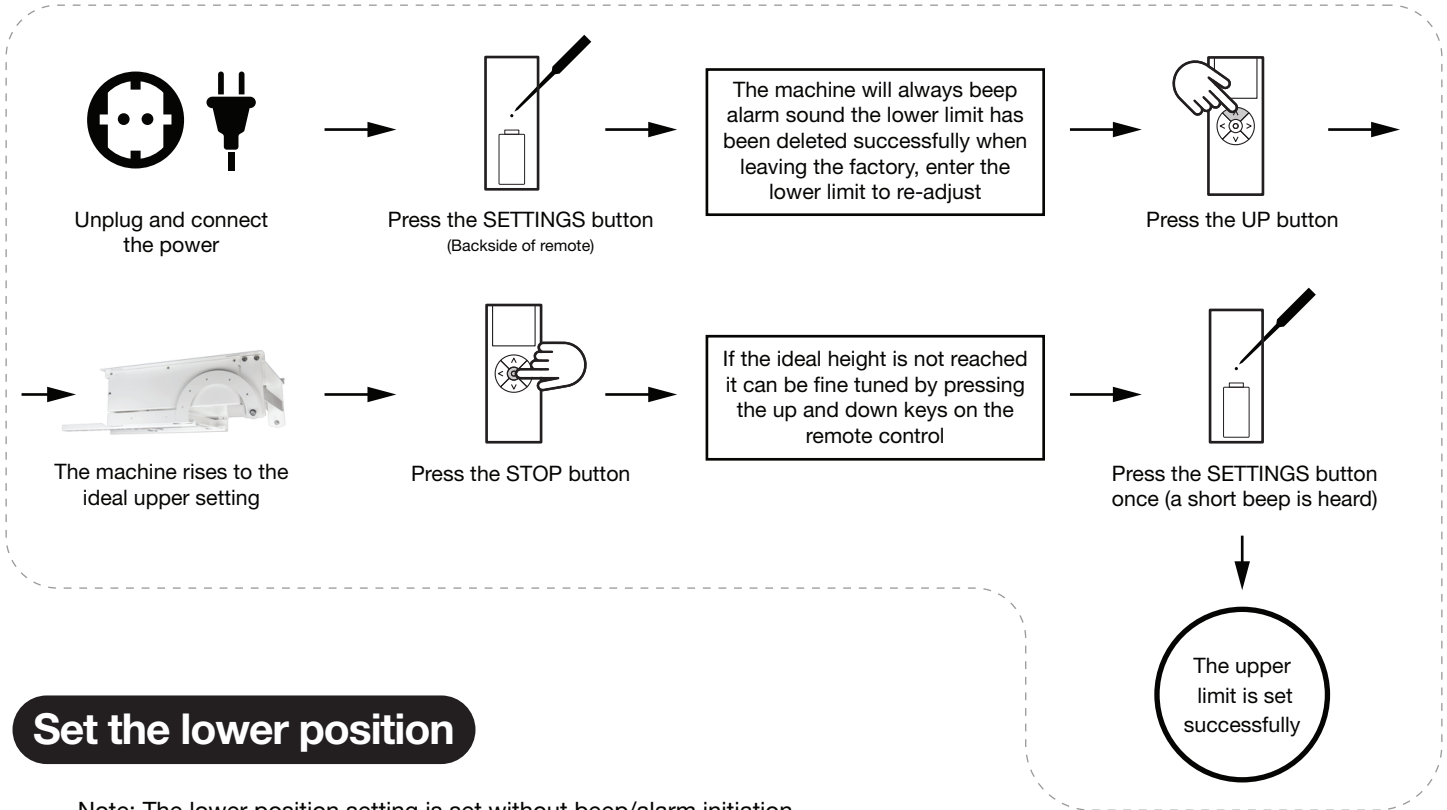 Unplug and connect
the power
Press the SETTINGS button
(Backside of remote)
The machine will always beep
alarm sound the lower limit has
been deleted successfully when
leaving the factory, enter the
lower limit to re-adjust
Press the UP button
The machine rises to the
ideal upper setting
Press the STOP button
If the ideal height is not reached
it can be fine tuned by pressing
the up and down keys on the
remote control
Press the SETTINGS button
once (a short beep is heard)
The upper
limit is set
successfully
Set the lower position
Note: The lower position setting is set without beep/alarm initiation